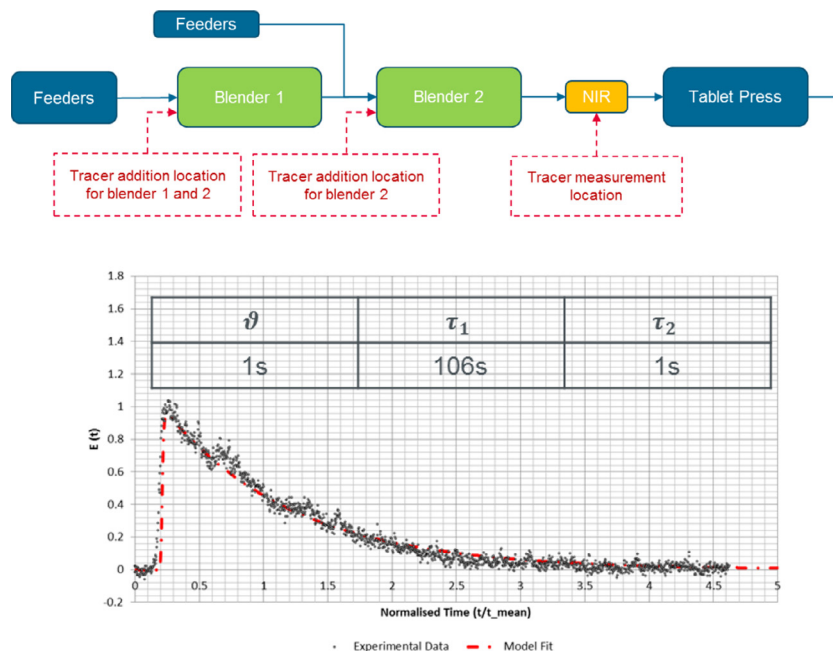 Feeders
Feeders
Blender 1
Blender 2
NIR
Tablet Press
Tracer addition location
for blender 1 and 2
Tracer addition location
for blender 2
Tracer measurement
location
1.8
1.6
1.4
1.2
1
0.8
0.6
0.4
0.2
0
-0.2
E (t)
ϑ τ₁ τ₂
1s 106s 1s
0 0.5 1 1.5 2 2.5 3 3.5 4 4.5 5
Normalised Time (t/t_mean)
Experimental Data Model Fit